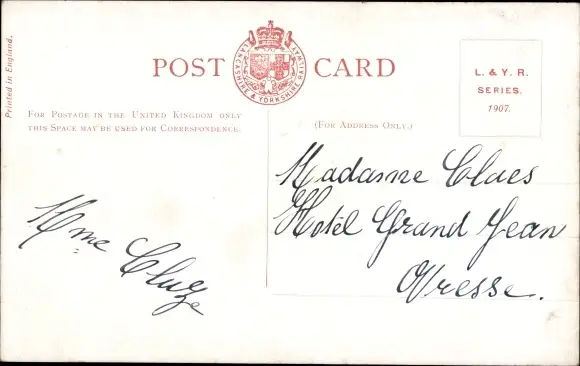 Printed in England.
POST CARD
LANCASHIRE & YORKSHIRE RAILWAY
L. & Y. R.
SERIES.
1907.
FOR POSTAGE IN THE UNITED KINGDOM ONLY
THIS SPACE MAY BE USED FOR CORRESPONDENCE.
(FOR ADDRESS ONLY.)
Madame Claes
Hotel Grand Jean
Vresse.
Mme